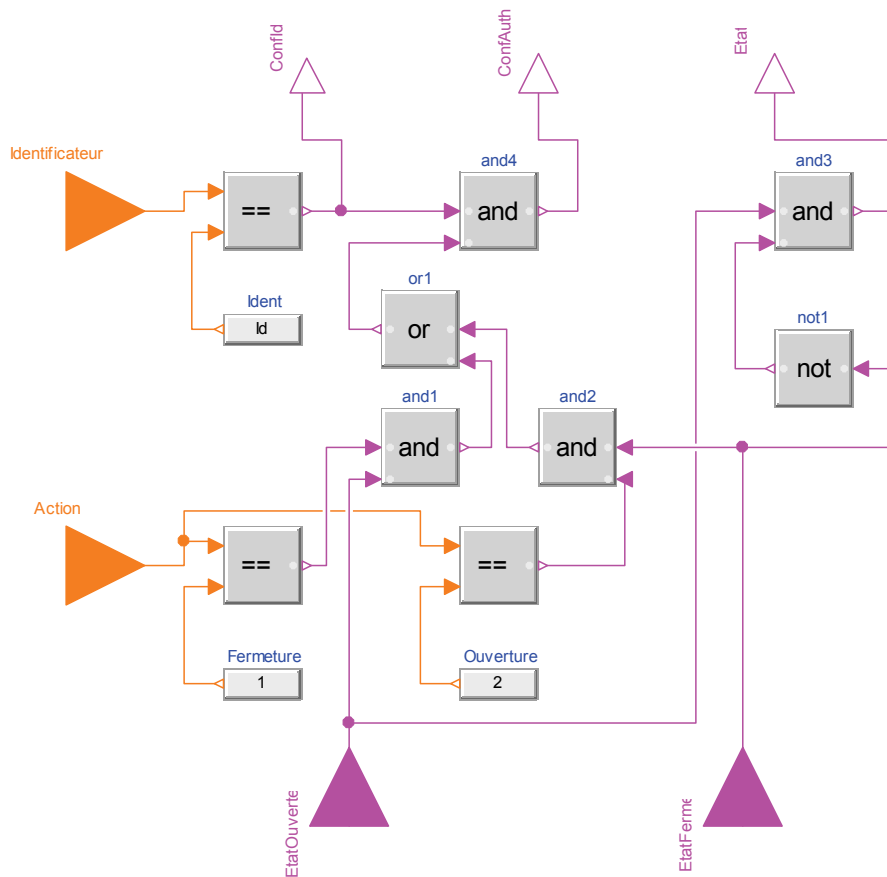 ConfId
ConfAuth
Etat
Identificateur
and4
and3
==
and
and
Ident
or1
Id
or
not1
not
and1
and2
and
and
Action
==
==
Fermeture
Ouverture
1
2
EtatOuverte
EtatFerme